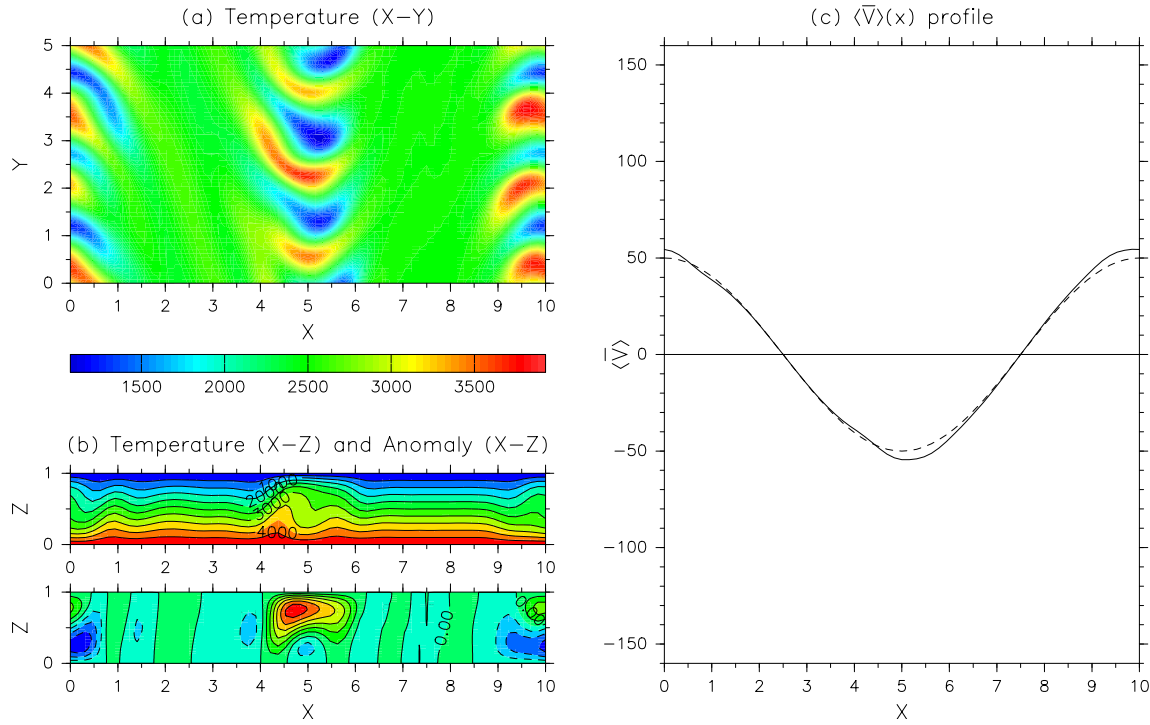 (a) Temperature (X−Y)
5
4
3
2
1
0
Y
0 1 2 3 4 5 6 7 8 9 10
X
1500 2000 2500 3000 3500
(b) Temperature (X−Z) and Anomaly (X−Z)
1
0
Z
1000
2000
3000
4000
0 1 2 3 4 5 6 7 8 9 10
1
0
Z
0.00
0.00
0 1 2 3 4 5 6 7 8 9 10
X
(c) ⟨V̅⟩(x) profile
150
100
50
0
−50
−100
−150
⟨V̅⟩
0 1 2 3 4 5 6 7 8 9 10
X